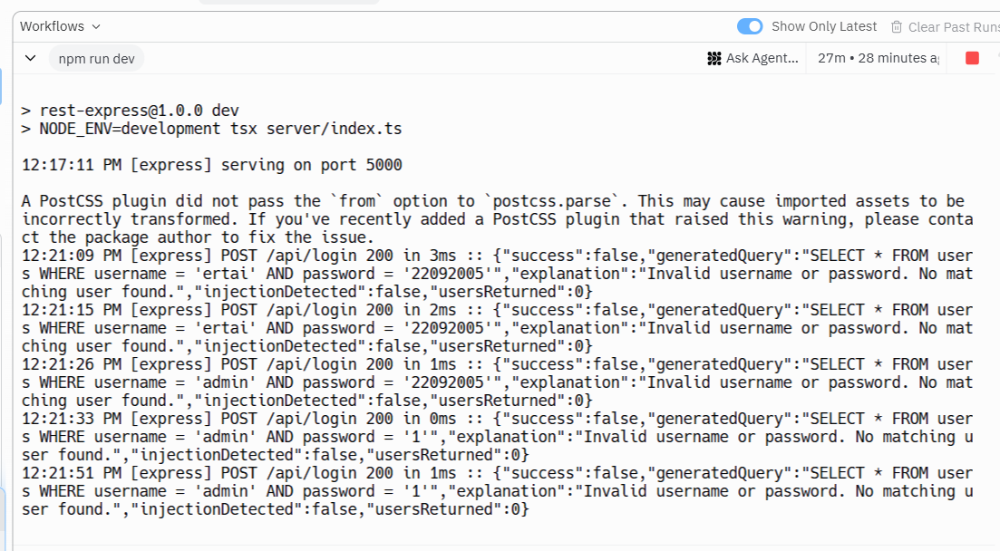 Workflows
Show Only Latest
Clear Past Runs
npm run dev
Ask Agent...
27m • 28 minutes a
> rest-express@1.0.0 dev
> NODE_ENV=development tsx server/index.ts
12:17:11 PM [express] serving on port 5000
A PostCSS plugin did not pass the `from` option to `postcss.parse`. This may cause imported assets to be
incorrectly transformed. If you've recently added a PostCSS plugin that raised this warning, please conta
ct the package author to fix the issue.
12:21:09 PM [express] POST /api/login 200 in 3ms :: {"success":false,"generatedQuery":"SELECT * FROM user
s WHERE username = 'ertai' AND password = '22092005'","explanation":"Invalid username or password. No mat
ching user found.","injectionDetected":false,"usersReturned":0}
12:21:15 PM [express] POST /api/login 200 in 2ms :: {"success":false,"generatedQuery":"SELECT * FROM user
s WHERE username = 'ertai' AND password = '22092005'","explanation":"Invalid username or password. No mat
ching user found.","injectionDetected":false,"usersReturned":0}
12:21:26 PM [express] POST /api/login 200 in 1ms :: {"success":false,"generatedQuery":"SELECT * FROM user
s WHERE username = 'admin' AND password = '22092005'","explanation":"Invalid username or password. No mat
ching user found.","injectionDetected":false,"usersReturned":0}
12:21:33 PM [express] POST /api/login 200 in 0ms :: {"success":false,"generatedQuery":"SELECT * FROM user
s WHERE username = 'admin' AND password = '1'","explanation":"Invalid username or password. No matching u
ser found.","injectionDetected":false,"usersReturned":0}
12:21:51 PM [express] POST /api/login 200 in 1ms :: {"success":false,"generatedQuery":"SELECT * FROM user
s WHERE username = 'admin' AND password = '1'","explanation":"Invalid username or password. No matching u
ser found.","injectionDetected":false,"usersReturned":0}